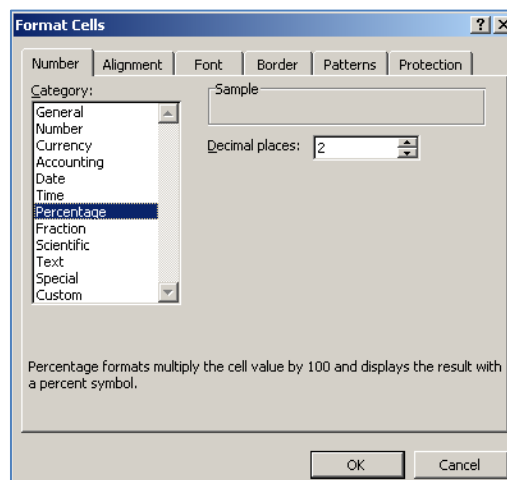 Format Cells
Number Alignment Font Border Patterns Protection
Category:
General
Number
Currency
Accounting
Date
Time
Percentage
Fraction
Scientific
Text
Special
Custom
Sample
Decimal places: 2
Percentage formats multiply the cell value by 100 and displays the result with
a percent symbol.
OK Cancel